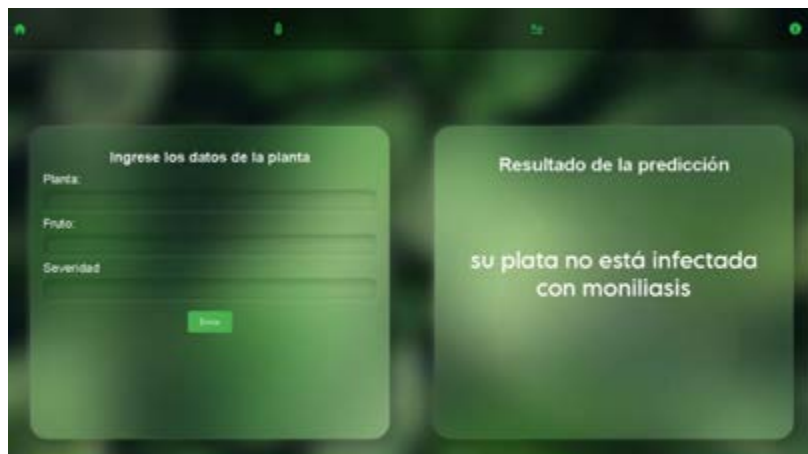 Ingrese los datos de la planta
Planta:
Fruto:
Severidad
Resultado de la predicción
su plata no está infectada
con moniliasis